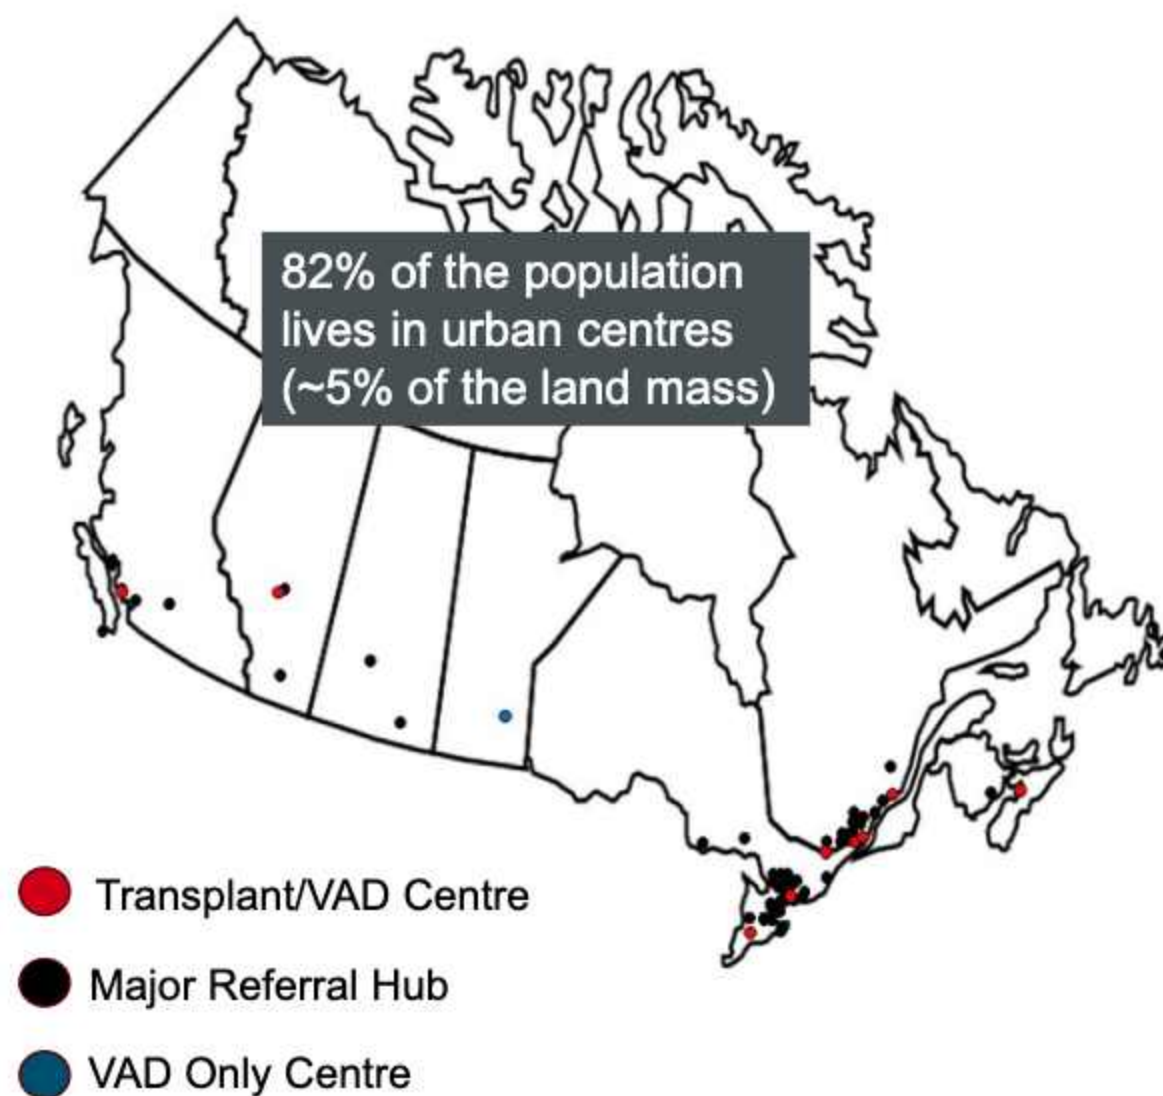 82% of the population
lives in urban centres
(~5% of the land mass)
Transplant/VAD Centre
Major Referral Hub
VAD Only Centre